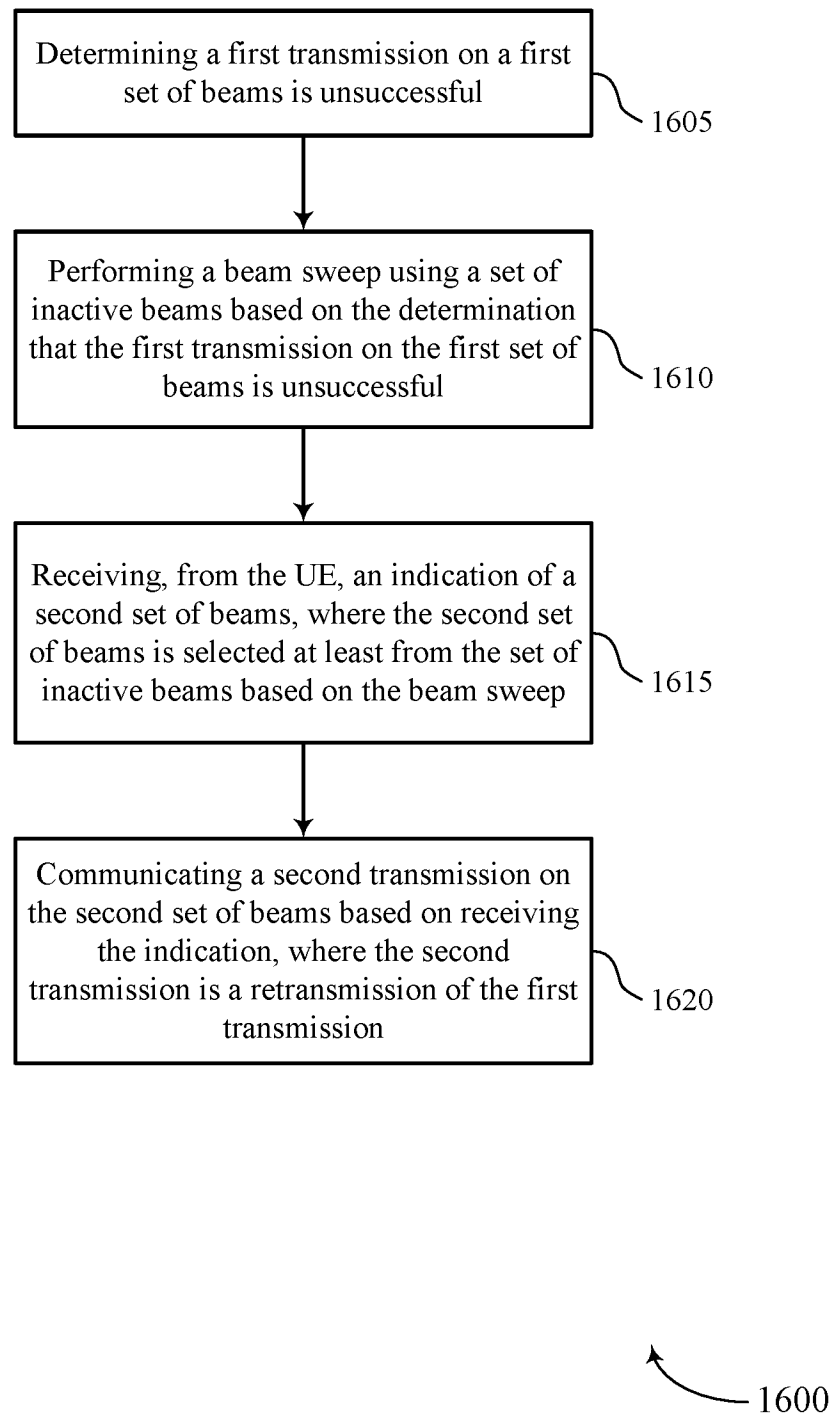 Determining a first transmission on a first
set of beams is unsuccessful
1605
Performing a beam sweep using a set of
inactive beams based on the determination
that the first transmission on the first set of
beams is unsuccessful
1610
Receiving, from the UE, an indication of a
second set of beams, where the second set
of beams is selected at least from the set of
inactive beams based on the beam sweep
1615
Communicating a second transmission on
the second set of beams based on receiving
the indication, where the second
transmission is a retransmission of the first
transmission
1620
1600